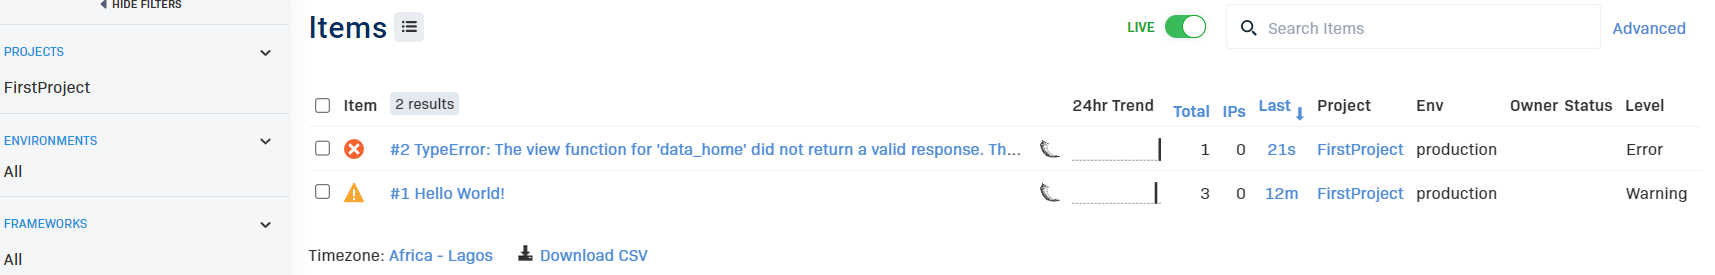 HIDE FILTERS
PROJECTS
FirstProject
ENVIRONMENTS
All
FRAMEWORKS
All
Items
LIVE
Search Items
Advanced
Item 2 results 24hr Trend Total IPs Last Project Env Owner Status Level
#2 TypeError: The view function for 'data_home' did not return a valid response. Th... 1 0 21s FirstProject production Error
#1 Hello World! 3 0 12m FirstProject production Warning
Timezone: Africa - Lagos Download CSV